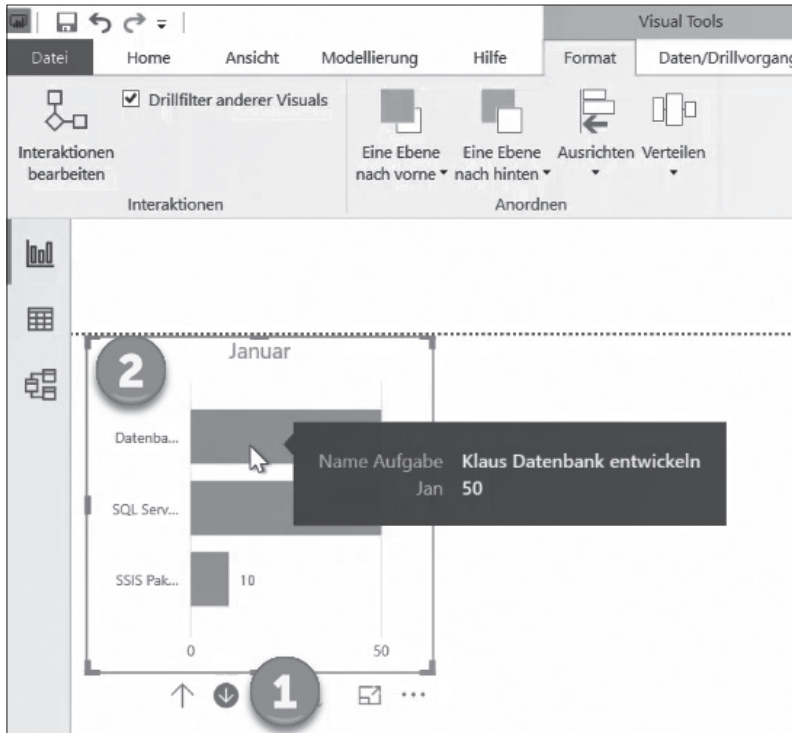 Visual Tools
Datei Home Ansicht Modellierung Hilfe Format Daten/Drillvorgang
Drillfilter anderer Visuals
Interaktionen bearbeiten
Eine Ebene nach vorne
Eine Ebene nach hinten
Ausrichten Verteilen
Interaktionen Anordnen
2
Januar
Datenba...
Name Aufgabe Klaus Datenbank entwickeln
Jan 50
SQL Serv...
SSIS Pak... 10
0 50
1